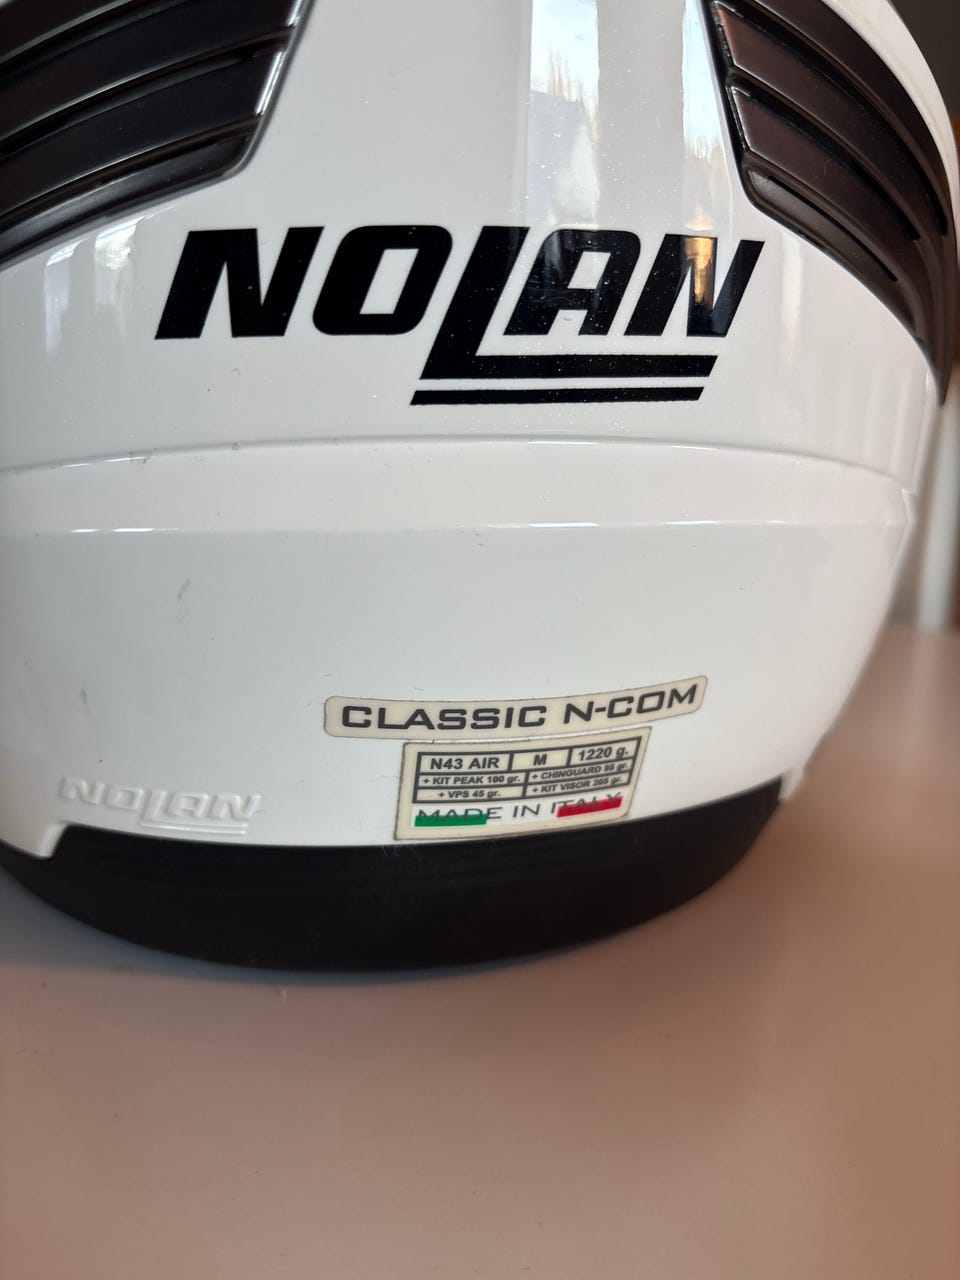 NOLAN
CLASSIC N-COM
N43 AIR M 1220 g.
+ KIT PEAK 100 gr. + CHINGUARD 95 gr.
+ VPS 45 gr. + KIT VISOR 205 gr.
MADE IN ITALY
NOLAN